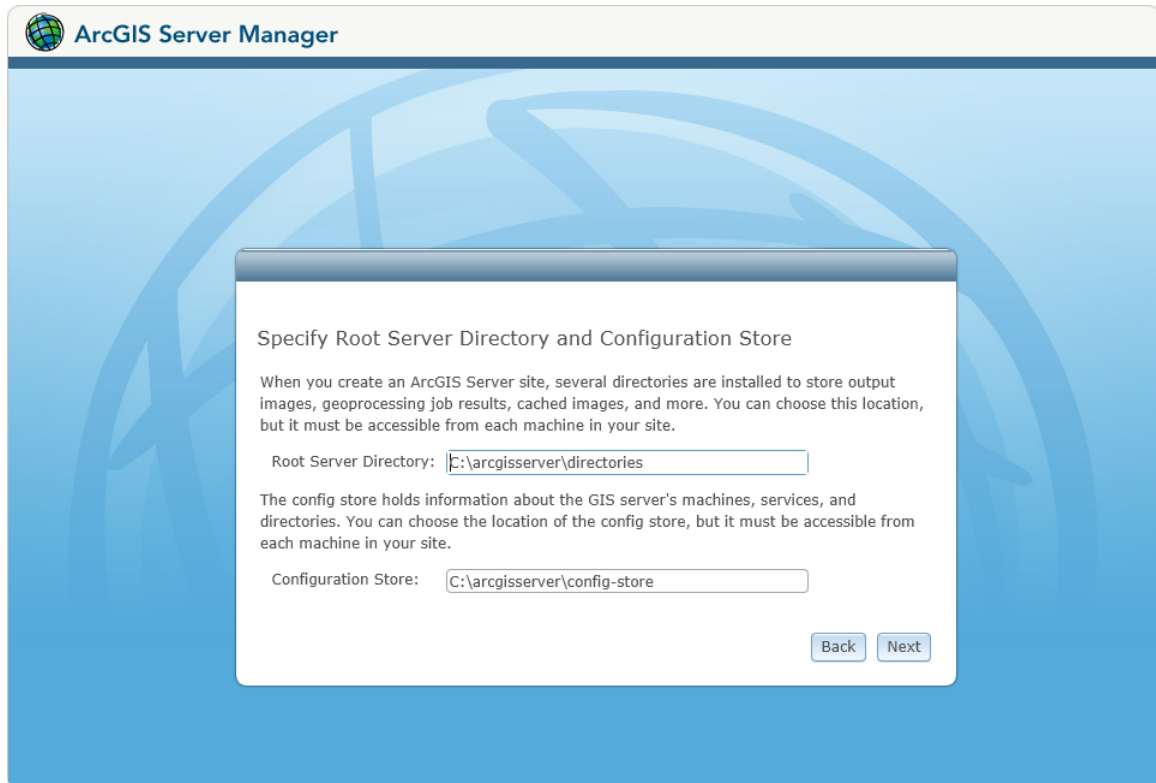 ArcGIS Server Manager
Specify Root Server Directory and Configuration Store
When you create an ArcGIS Server site, several directories are installed to store output
images, geoprocessing job results, cached images, and more. You can choose this location,
but it must be accessible from each machine in your site.
Root Server Directory: C:\arcgisserver\directories
The config store holds information about the GIS server's machines, services, and
directories. You can choose the location of the config store, but it must be accessible from
each machine in your site.
Configuration Store: C:\arcgisserver\config-store
Back Next